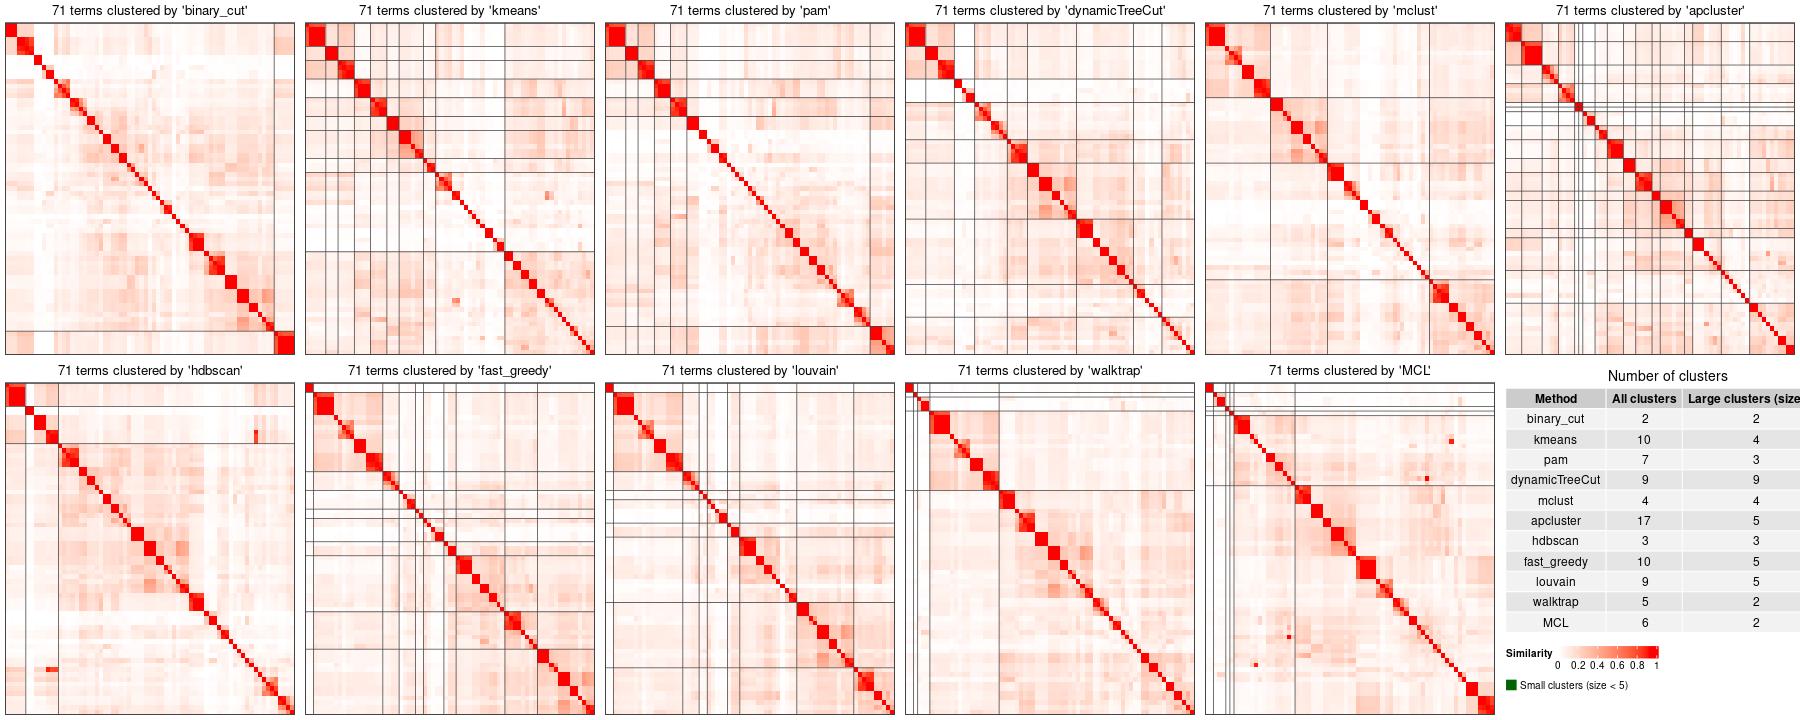 71 terms clustered by 'binary_cut'
71 terms clustered by 'kmeans'
71 terms clustered by 'pam'
71 terms clustered by 'dynamicTreeCut'
71 terms clustered by 'mclust'
71 terms clustered by 'apcluster'
71 terms clustered by 'hdbscan'
71 terms clustered by 'fast_greedy'
71 terms clustered by 'louvain'
71 terms clustered by 'walktrap'
71 terms clustered by 'MCL'
Number of clusters
Method All clusters Large clusters (size
binary_cut 2 2
kmeans 10 4
pam 7 3
dynamicTreeCut 9 9
mclust 4 4
apcluster 17 5
hdbscan 3 3
fast_greedy 10 5
louvain 9 5
walktrap 5 2
MCL 6 2
Similarity
0 0.2 0.4 0.6 0.8 1
Small clusters (size < 5)